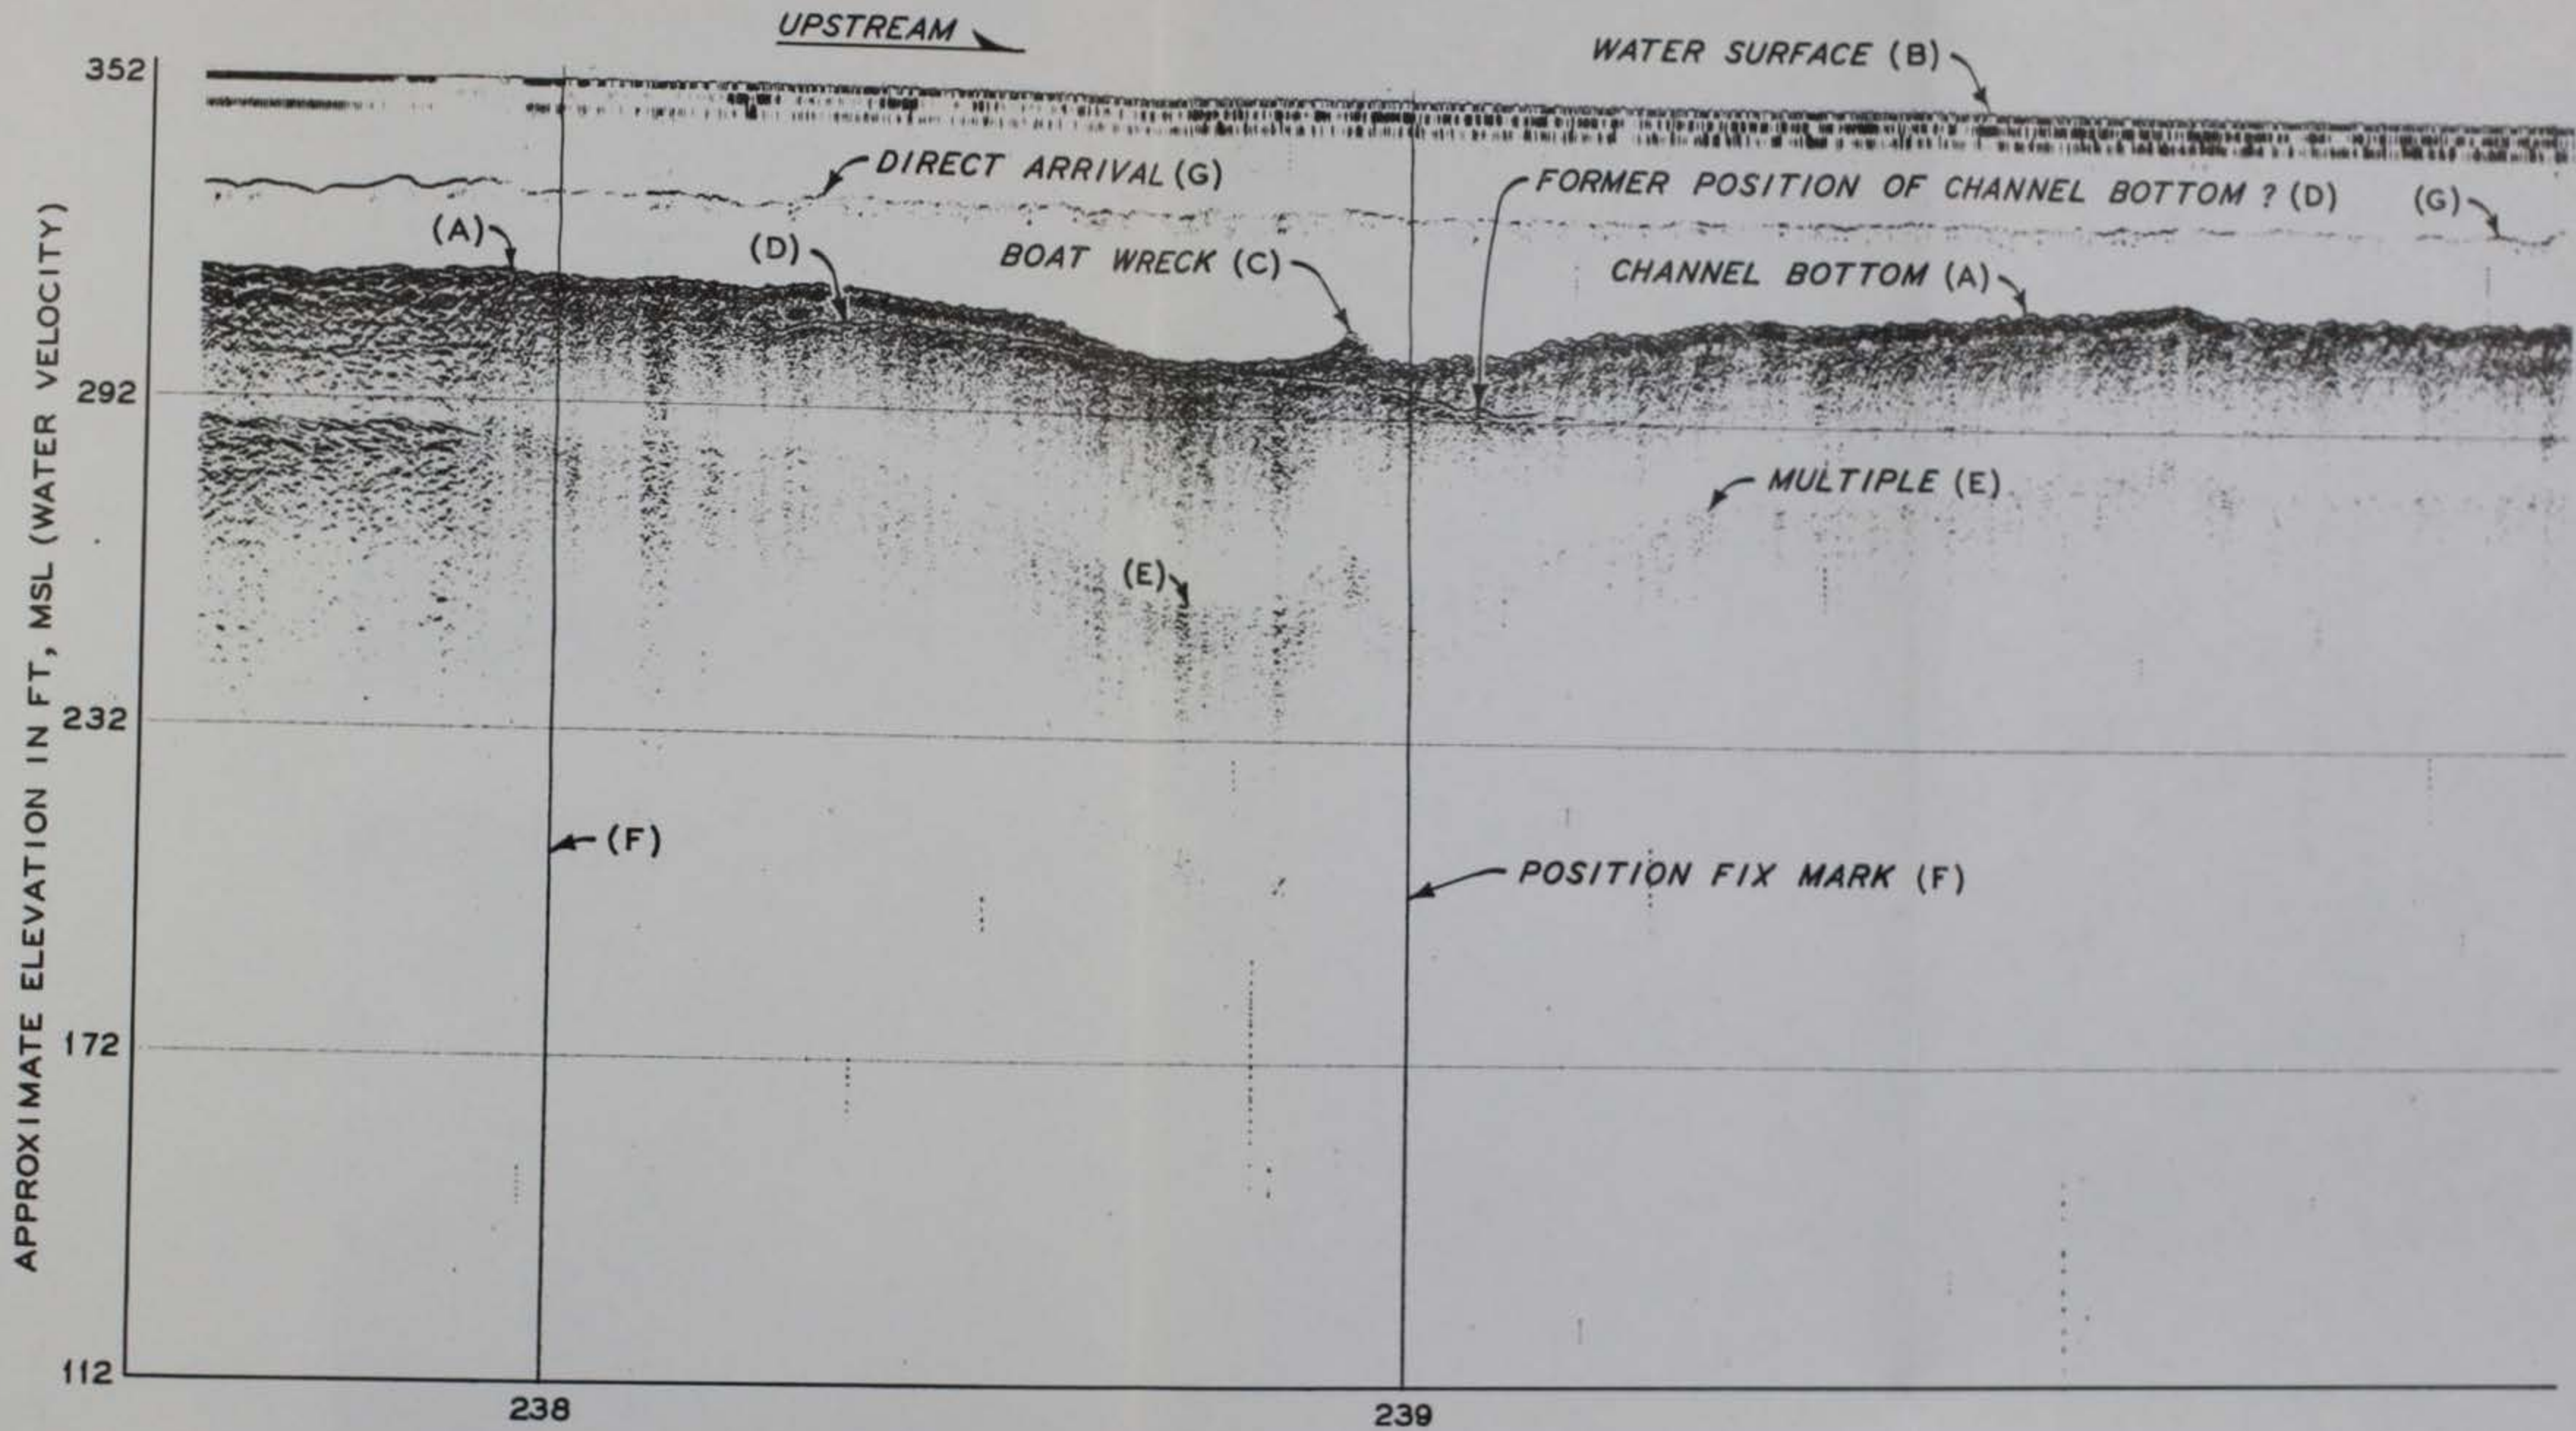 UPSTREAM
WATER SURFACE (B)
352
DIRECT ARRIVAL (G)
FORMER POSITION OF CHANNEL BOTTOM ? (D)
(G)
(A)
(D)
BOAT WRECK (C)
CHANNEL BOTTOM (A)
292
MULTIPLE (E)
(E)
232
(F)
POSITION FIX MARK (F)
172
112
238
239
APPROXIMATE ELEVATION IN FT, MSL (WATER VELOCITY)